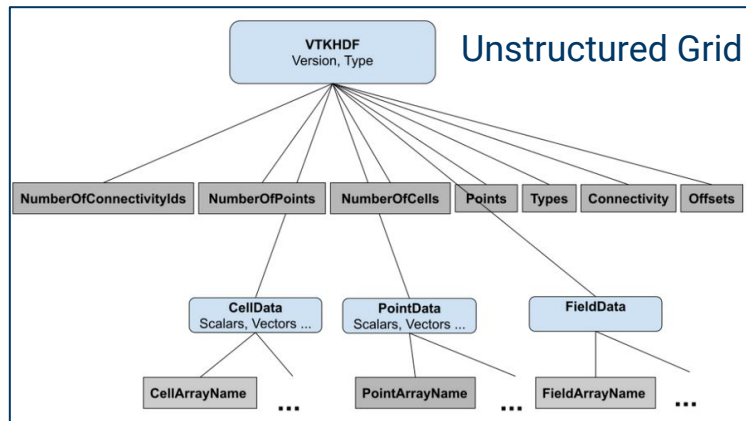 VTKHDF
Version, Type
Unstructured Grid
NumberOfConnectivityIds
NumberOfPoints
NumberOfCells
Points
Types
Connectivity
Offsets
CellData
Scalars, Vectors ...
PointData
Scalars, Vectors ...
FieldData
CellArrayName
...
PointArrayName
...
FieldArrayName
...